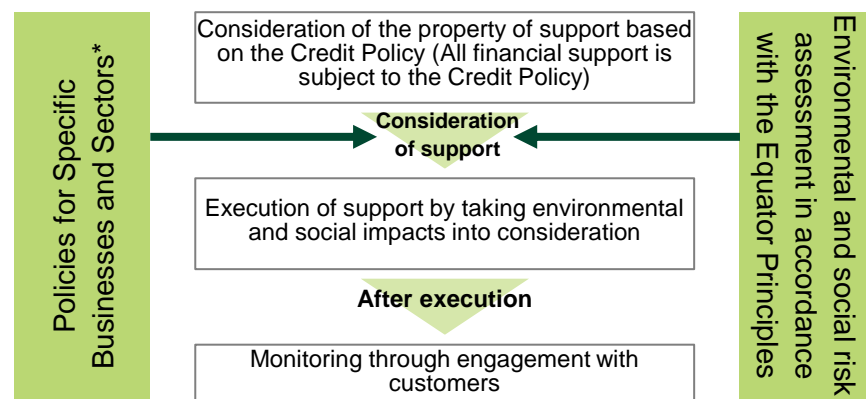 Policies for Specific
Businesses and Sectors*
Consideration of the property of support based
on the Credit Policy (All financial support is
subject to the Credit Policy)
Consideration
of support
Execution of support by taking environmental
and social impacts into consideration
After execution
Monitoring through engagement with
customers
Environmental and social risk
assessment in accordance
with the Equator Principles